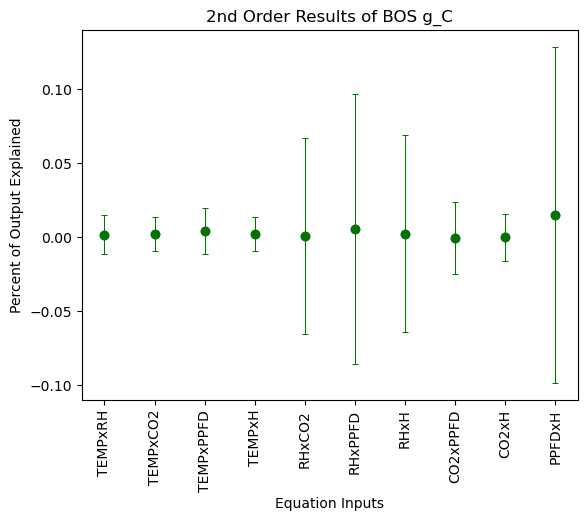 2nd Order Results of BOS g_C
Percent of Output Explained
0.10
0.05
0.00
−0.05
−0.10
TEMPxRH
TEMPxCO2
TEMPxPPFD
TEMPxH
RHxCO2
RHxPPFD
RHxH
CO2xPPFD
CO2xH
PPFDxH
Equation Inputs